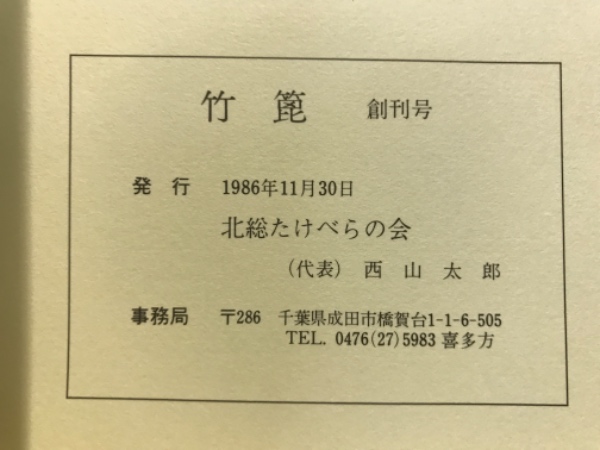 竹篦 創刊号
発行 1986年11月30日
北総たけべらの会
(代表) 西山太郎
事務局 〒286 千葉県成田市橋賀台1-1-6-505
TEL. 0476(27)5983 喜多方